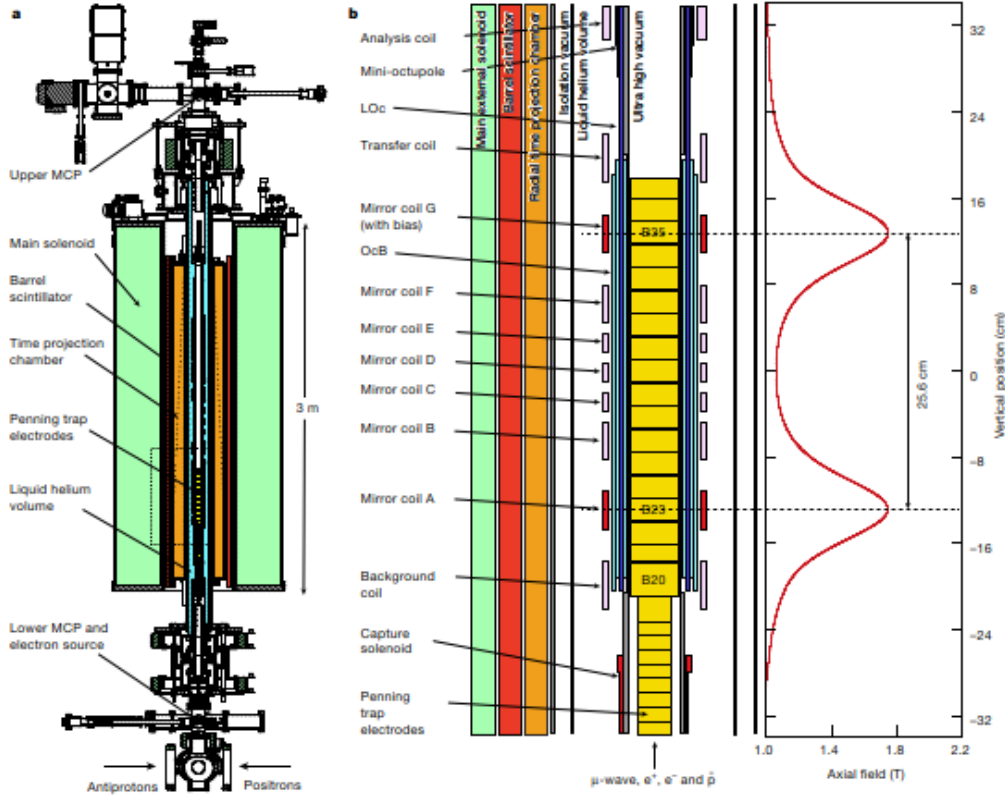 a
Upper MCP
Main solenoid
Barrel
scintillator
Time projection
chamber
Penning trap
electrodes
Liquid helium
volume
3 m
Lower MCP and
electron source
Antiprotons
Positrons
b
Analysis coil
Mini-octupole
LOc
Transfer coil
Mirror coil G
(with bias)
OcB
Mirror coil F
Mirror coil E
Mirror coil D
Mirror coil C
Mirror coil B
Mirror coil A
Background
coil
Capture
solenoid
Penning
trap
electrodes
Main external solenoid
Barrel scintillator
Radial time projection chamber
Isolation vacuum
Liquid helium volume
Ultra high vacuum
B35
B23
B20
μ-wave, e⁺, e⁻ and p̄
25.6 cm
32
24
16
8
0
−8
−16
−24
−32
Vertical position (cm)
1.0
1.4
1.8
2.2
Axial field (T)